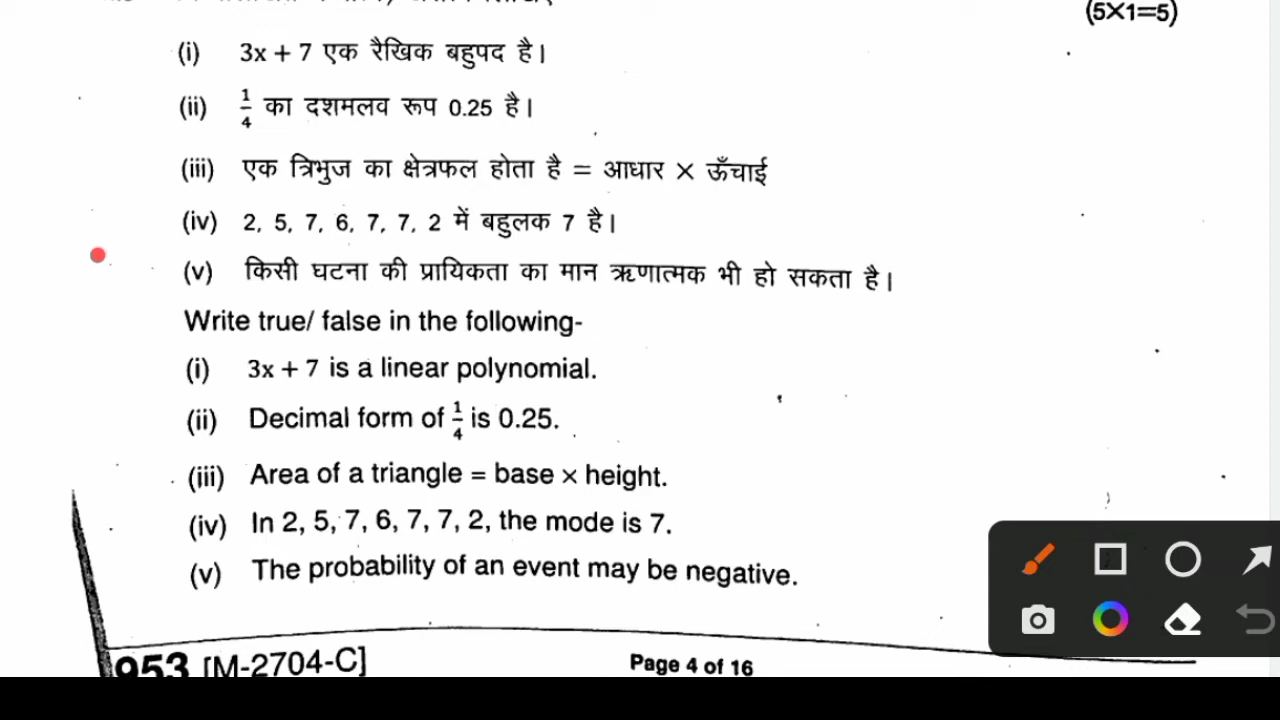 (5×1=5)
(i) 3x + 7 एक रैखिक बहुपद है।
(ii) 1/4 का दशमलव रूप 0.25 है।
(iii) एक त्रिभुज का क्षेत्रफल होता है = आधार × ऊँचाई
(iv) 2, 5, 7, 6, 7, 7, 2 में बहुलक 7 है।
(v) किसी घटना की प्रायिकता का मान ऋणात्मक भी हो सकता है।
Write true/ false in the following-
(i) 3x + 7 is a linear polynomial.
(ii) Decimal form of 1/4 is 0.25.
(iii) Area of a triangle = base × height.
(iv) In 2, 5, 7, 6, 7, 7, 2, the mode is 7.
(v) The probability of an event may be negative.
953 [M-2704-C] Page 4 of 16